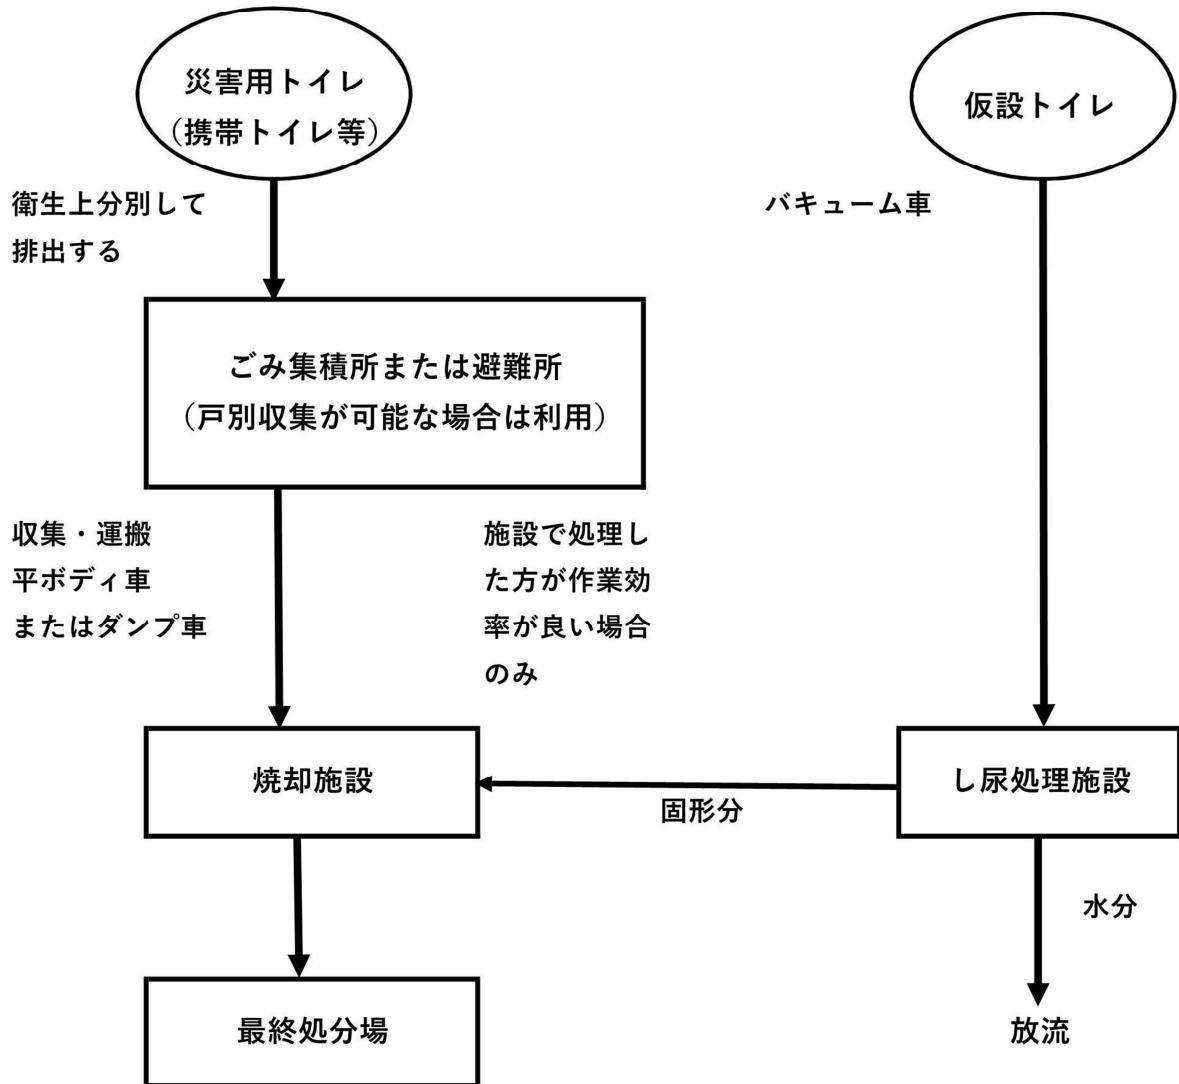 災害用トイレ
（携帯トイレ等）
仮設トイレ
衛生上分別して
排出する
バキューム車
ごみ集積所または避難所
（戸別収集が可能な場合は利用）
収集・運搬
平ボディ車
またはダンプ車
施設で処理し
た方が作業効
率が良い場合
のみ
焼却施設
固形分
し尿処理施設
水分
最終処分場
放流